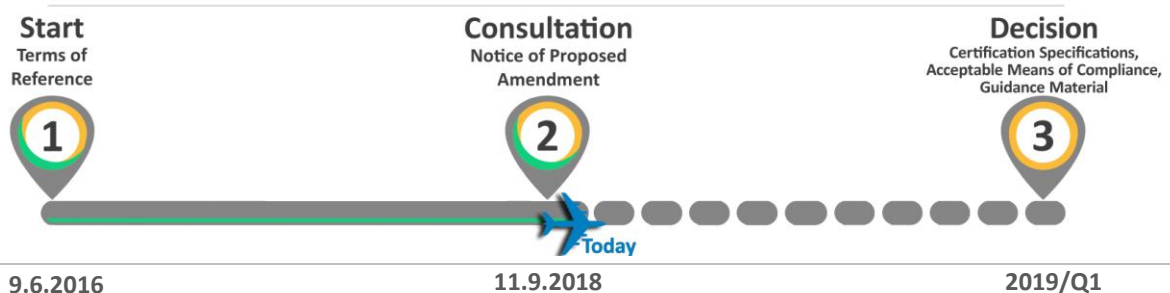 Start
Terms of
Reference
1
Consultation
Notice of Proposed
Amendment
2
Decision
Certification Specifications,
Acceptable Means of Compliance,
Guidance Material
3
Today
9.6.2016
11.9.2018
2019/Q1